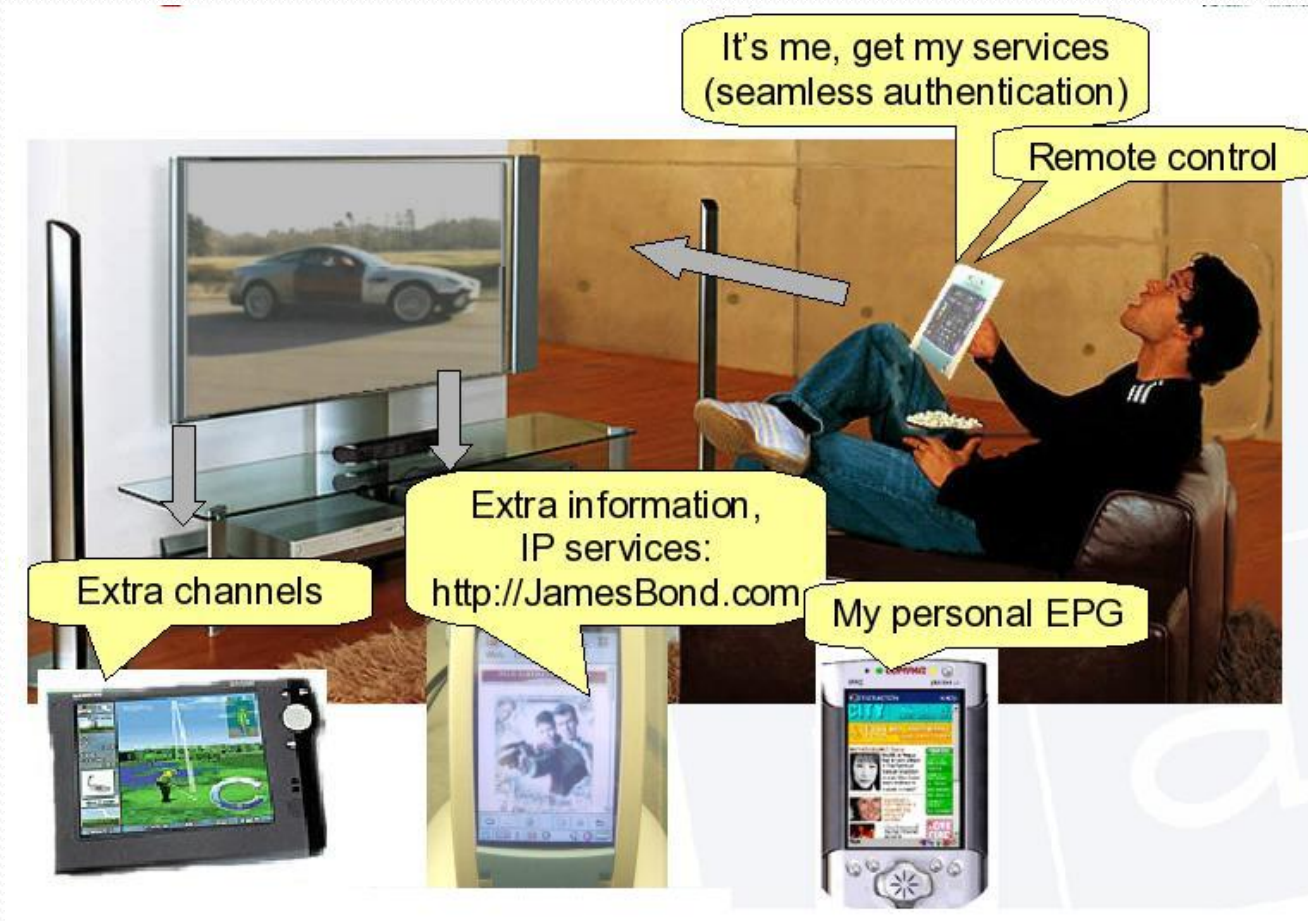 It's me, get my services
(seamless authentication)
Remote control
Extra information,
IP services:
http://JamesBond.com
Extra channels
My personal EPG